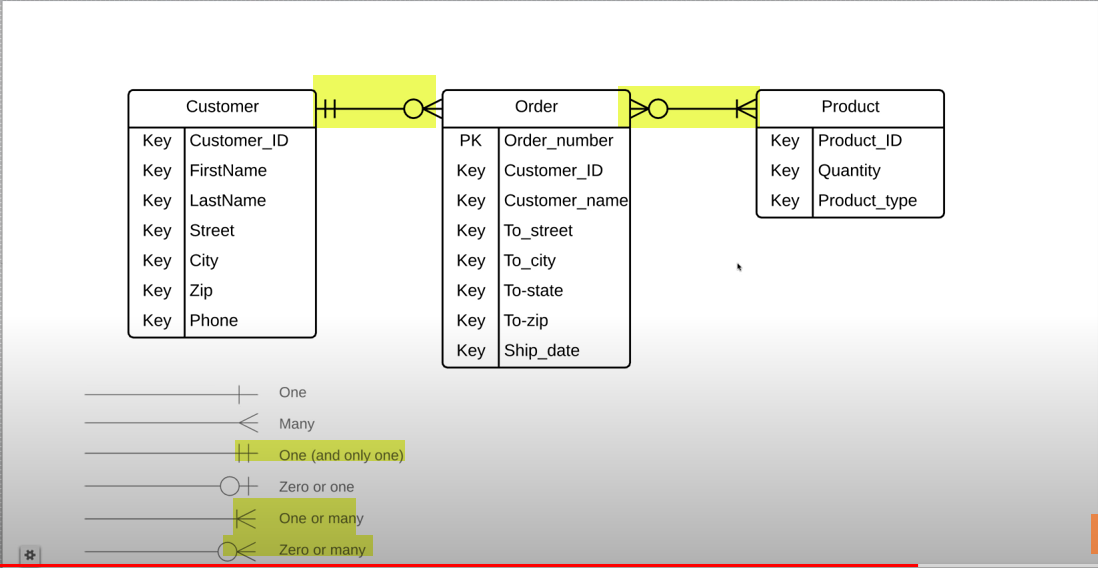 Customer
Key Customer_ID
Key FirstName
Key LastName
Key Street
Key City
Key Zip
Key Phone
Order
PK Order_number
Key Customer_ID
Key Customer_name
Key To_street
Key To_city
Key To-state
Key To-zip
Key Ship_date
Product
Key Product_ID
Key Quantity
Key Product_type
One
Many
One (and only one)
Zero or one
One or many
Zero or many